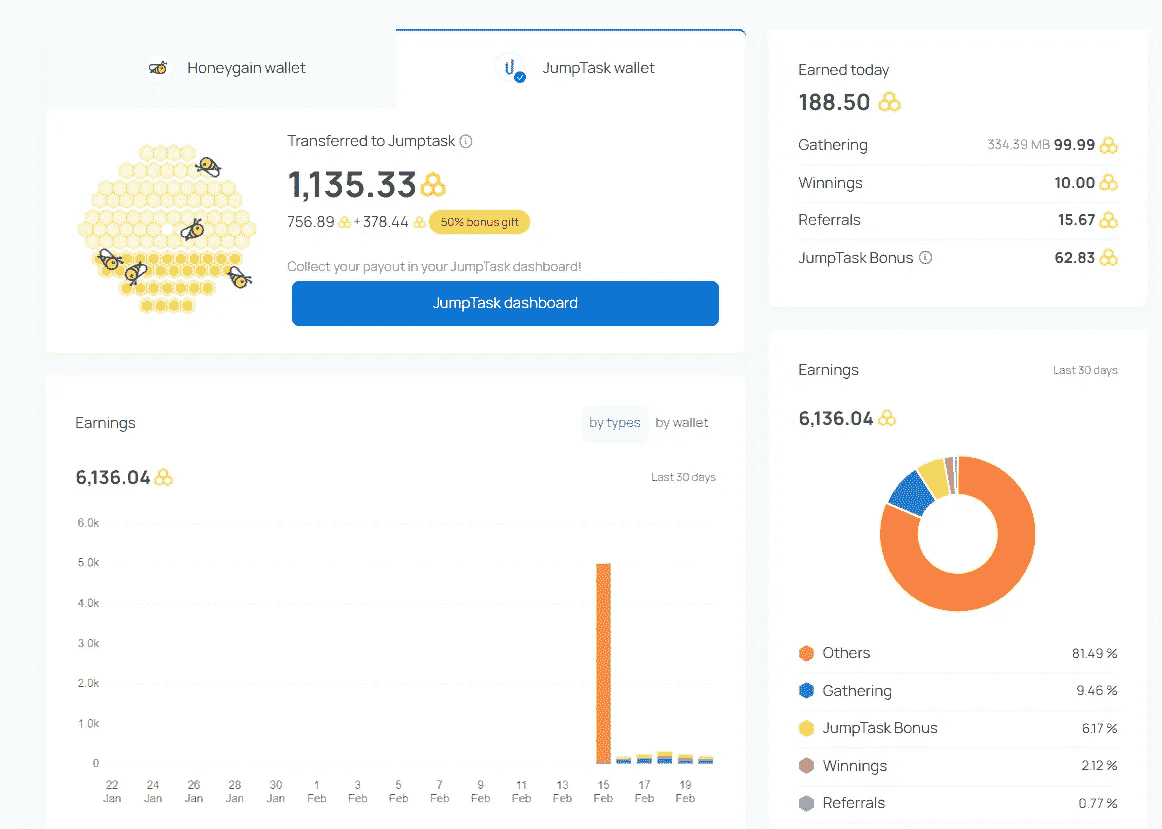 Honeygain wallet
JumpTask wallet
Transferred to Jumptask
1,135.33
756.89 + 378.44 50% bonus gift
Collect your payout in your JumpTask dashboard!
JumpTask dashboard
Earned today
188.50
Gathering 334.39 MB 99.99
Winnings 10.00
Referrals 15.67
JumpTask Bonus 62.83
Earnings by types by wallet
6,136.04 Last 30 days
6.0k
5.0k
4.0k
3.0k
2.0k
1.0k
0
22 Jan
24 Jan
26 Jan
28 Jan
30 Jan
1 Feb
3 Feb
5 Feb
7 Feb
9 Feb
11 Feb
13 Feb
15 Feb
17 Feb
19 Feb
Earnings Last 30 days
6,136.04
Others 81.49 %
Gathering 9.46 %
JumpTask Bonus 6.17 %
Winnings 2.12 %
Referrals 0.77 %